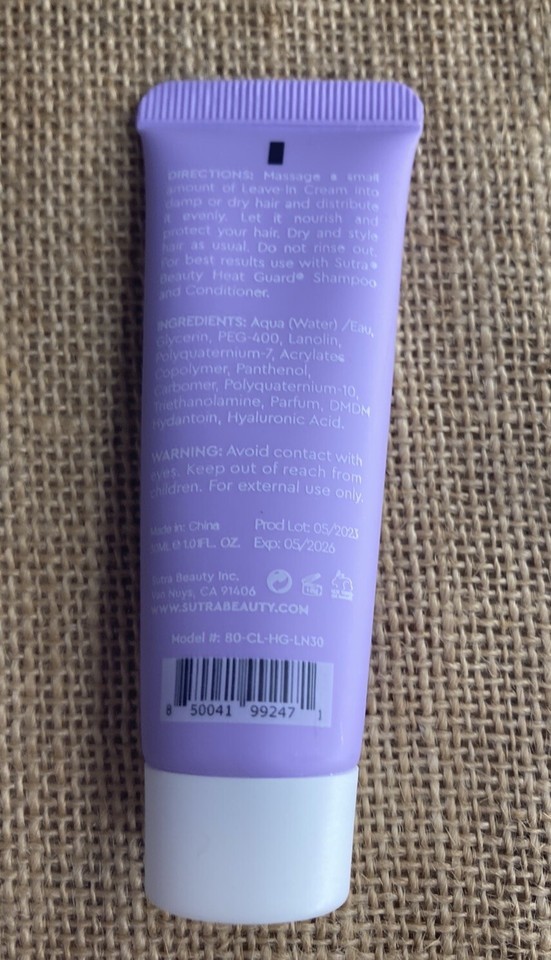 DIRECTIONS: Massage a small
amount of Leave In Cream into
damp or dry hair and distribute
it evenly. Let it nourish and
protect your hair. Dry and style
hair as usual. Do not rinse out.
For best results use with Sutra®
Beauty Heat Guard® Shampoo
and Conditioner.
INGREDIENTS: Aqua (Water) /Eau,
Glycerin, PEG-400, Lanolin,
Polyquaternium-7, Acrylates
Copolymer, Panthenol,
Carbomer, Polyquaternium-10,
Triethanolamine, Parfum, DMDM
Hydantoin, Hyaluronic Acid.
WARNING: Avoid contact with
eyes. Keep out of reach from
children. For external use only.
Made in: China Prod Lot: 05/2023
30ML e 1.01FL. OZ. Exp: 05/2026
Sutra Beauty Inc.
Van Nuys, CA 91406
WWW.SUTRABEAUTY.COM
Model #: 80-CL-HG-LN30
8 50041 99247 1